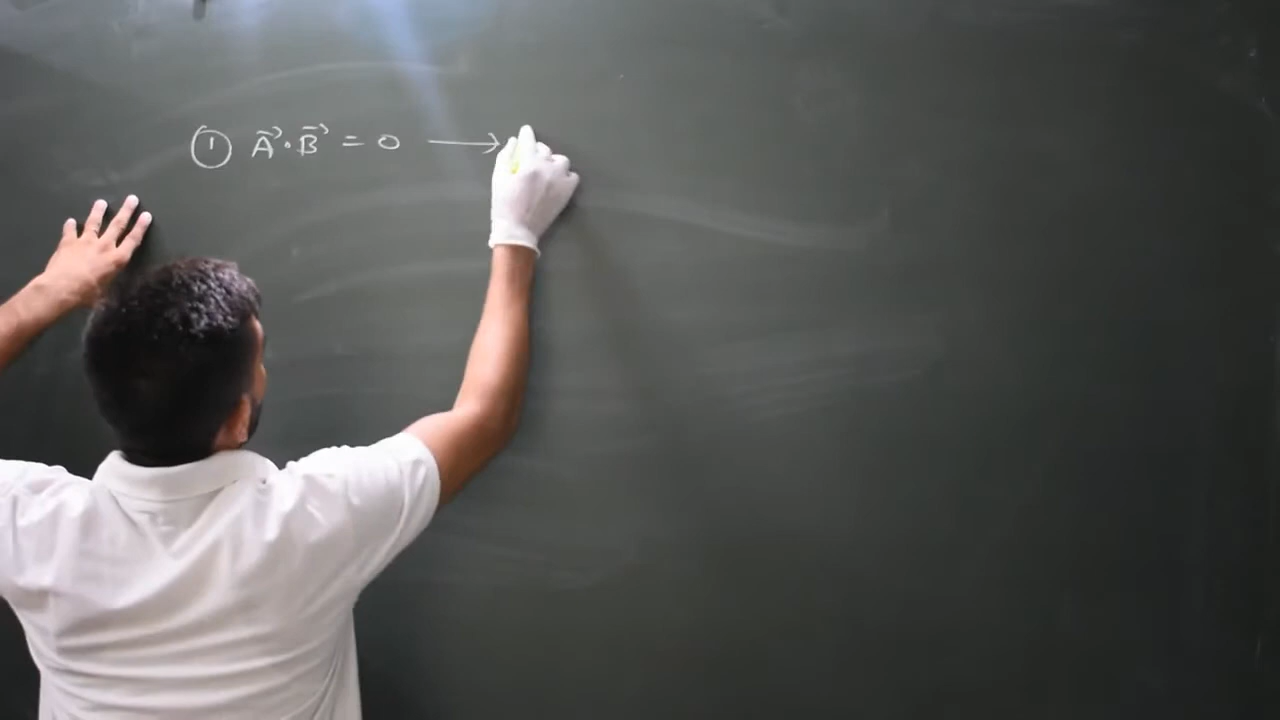 ① A⃗·B⃗ = 0 ⟶